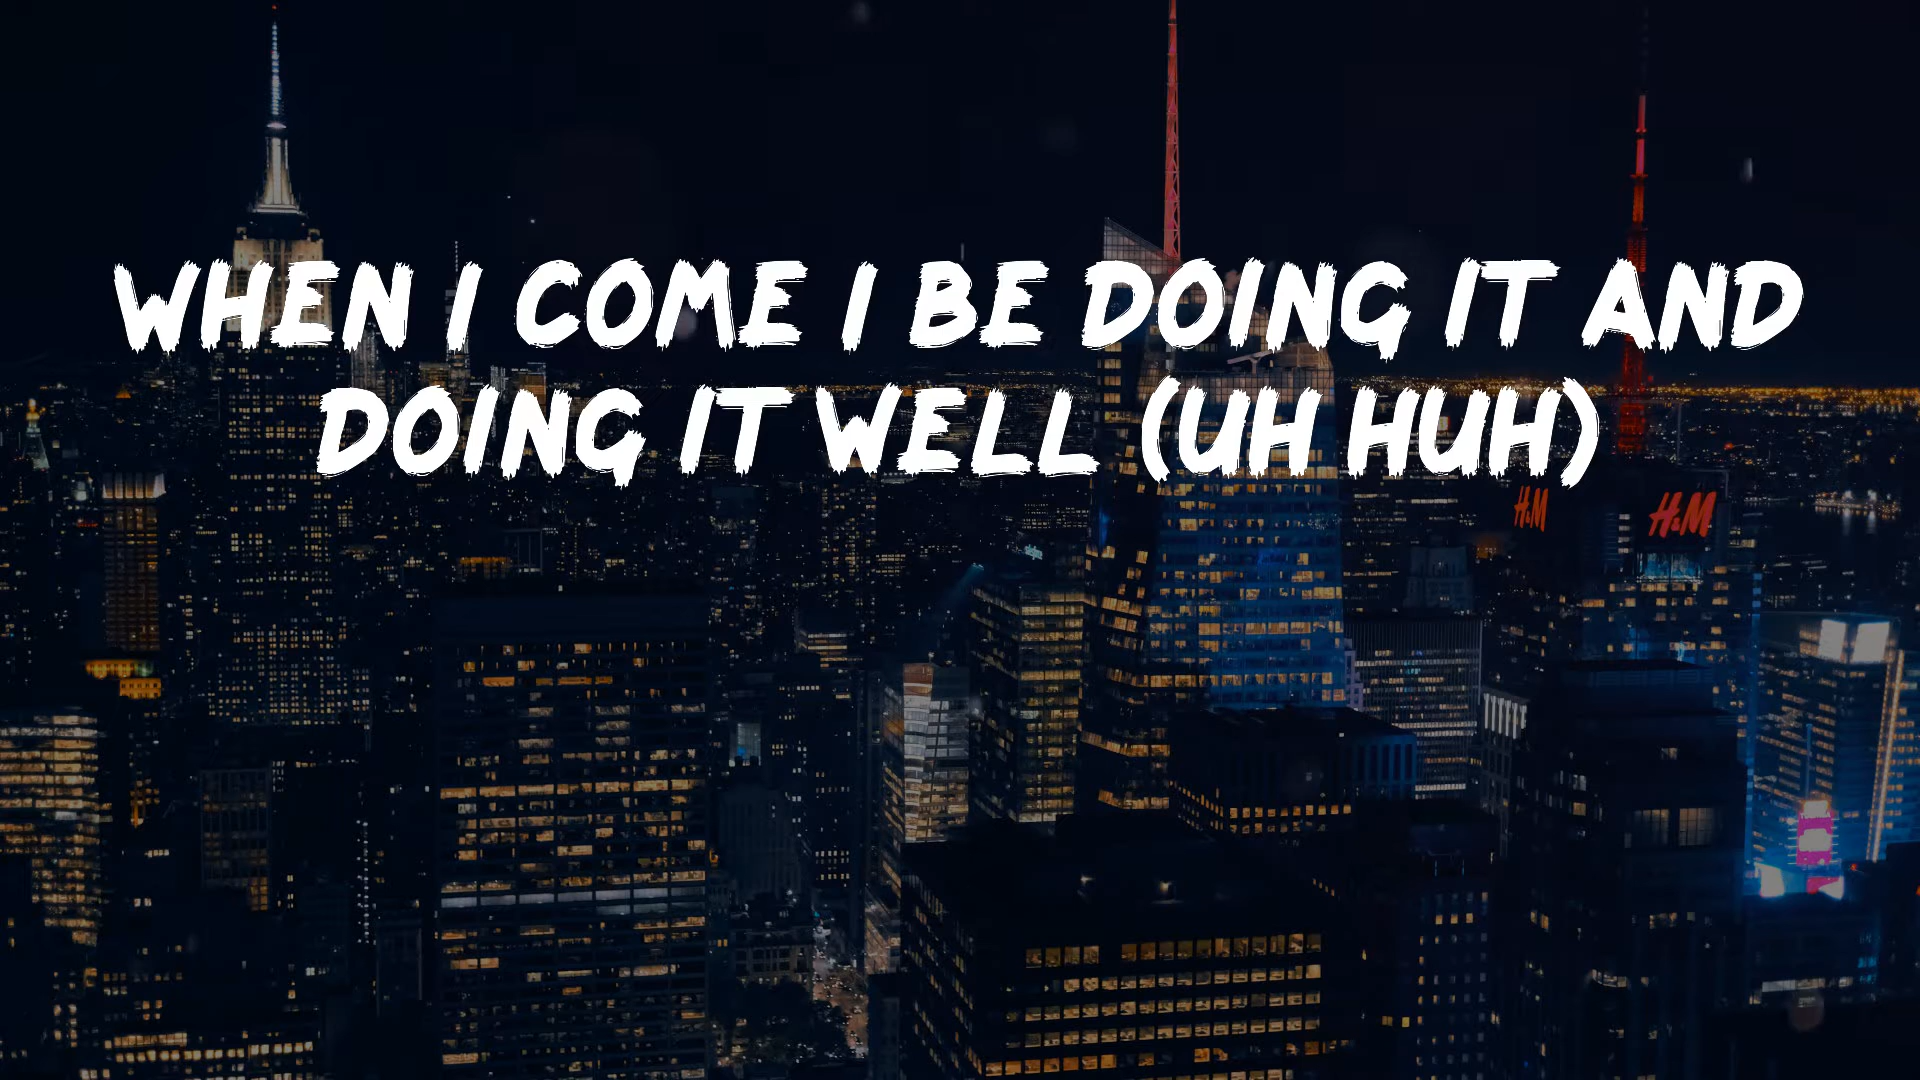 WHEN I COME I BE DOING IT AND
DOING IT WELL (UH HUH)
H&M
H&M